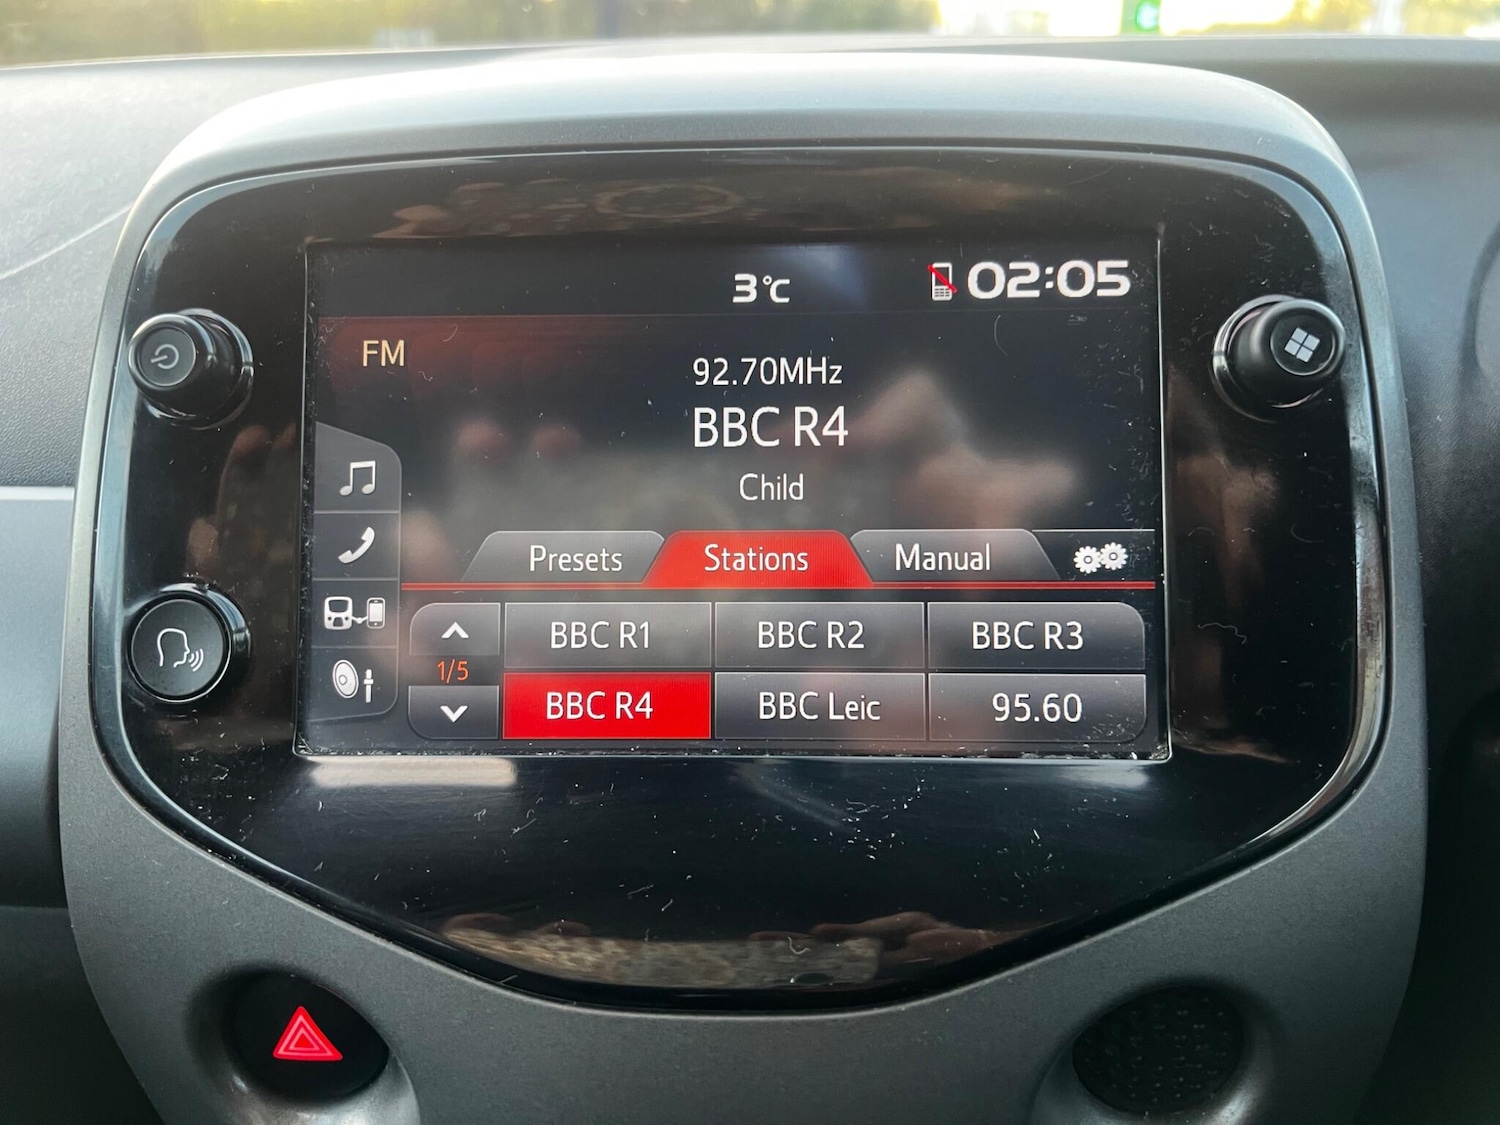 3°C 02:05
FM
92.70MHz
BBC R4
Child
Presets Stations Manual
BBC R1 BBC R2 BBC R3
1/5
BBC R4 BBC Leic 95.60